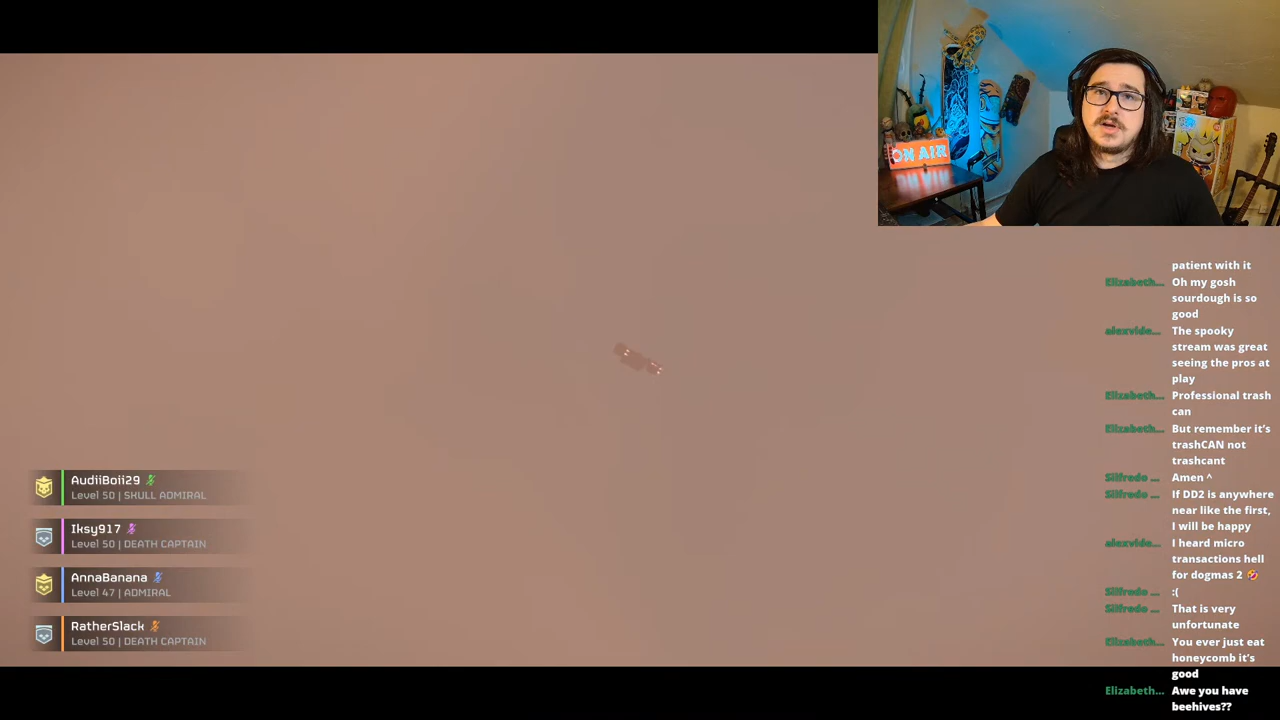 ON AIR
AudiiBoii29
Level 50 | SKULL ADMIRAL
Iksy917
Level 50 | DEATH CAPTAIN
AnnaBanana
Level 47 | ADMIRAL
RatherSlack
Level 50 | DEATH CAPTAIN
patient with it
Elizabeth... Oh my gosh
sourdough is so
good
alexvide... The spooky
stream was great
seeing the pros at
play
Elizabeth... Professional trash
can
Elizabeth... But remember it's
trashCAN not
trashcant
Silfredo ... Amen ^
Silfredo ... If DD2 is anywhere
near like the first,
I will be happy
alexvide... I heard micro
transactions hell
for dogmas 2 🤣
Silfredo ... :(
Silfredo ... That is very
unfortunate
Elizabeth... You ever just eat
honeycomb it's
good
Elizabeth... Awe you have
beehives??